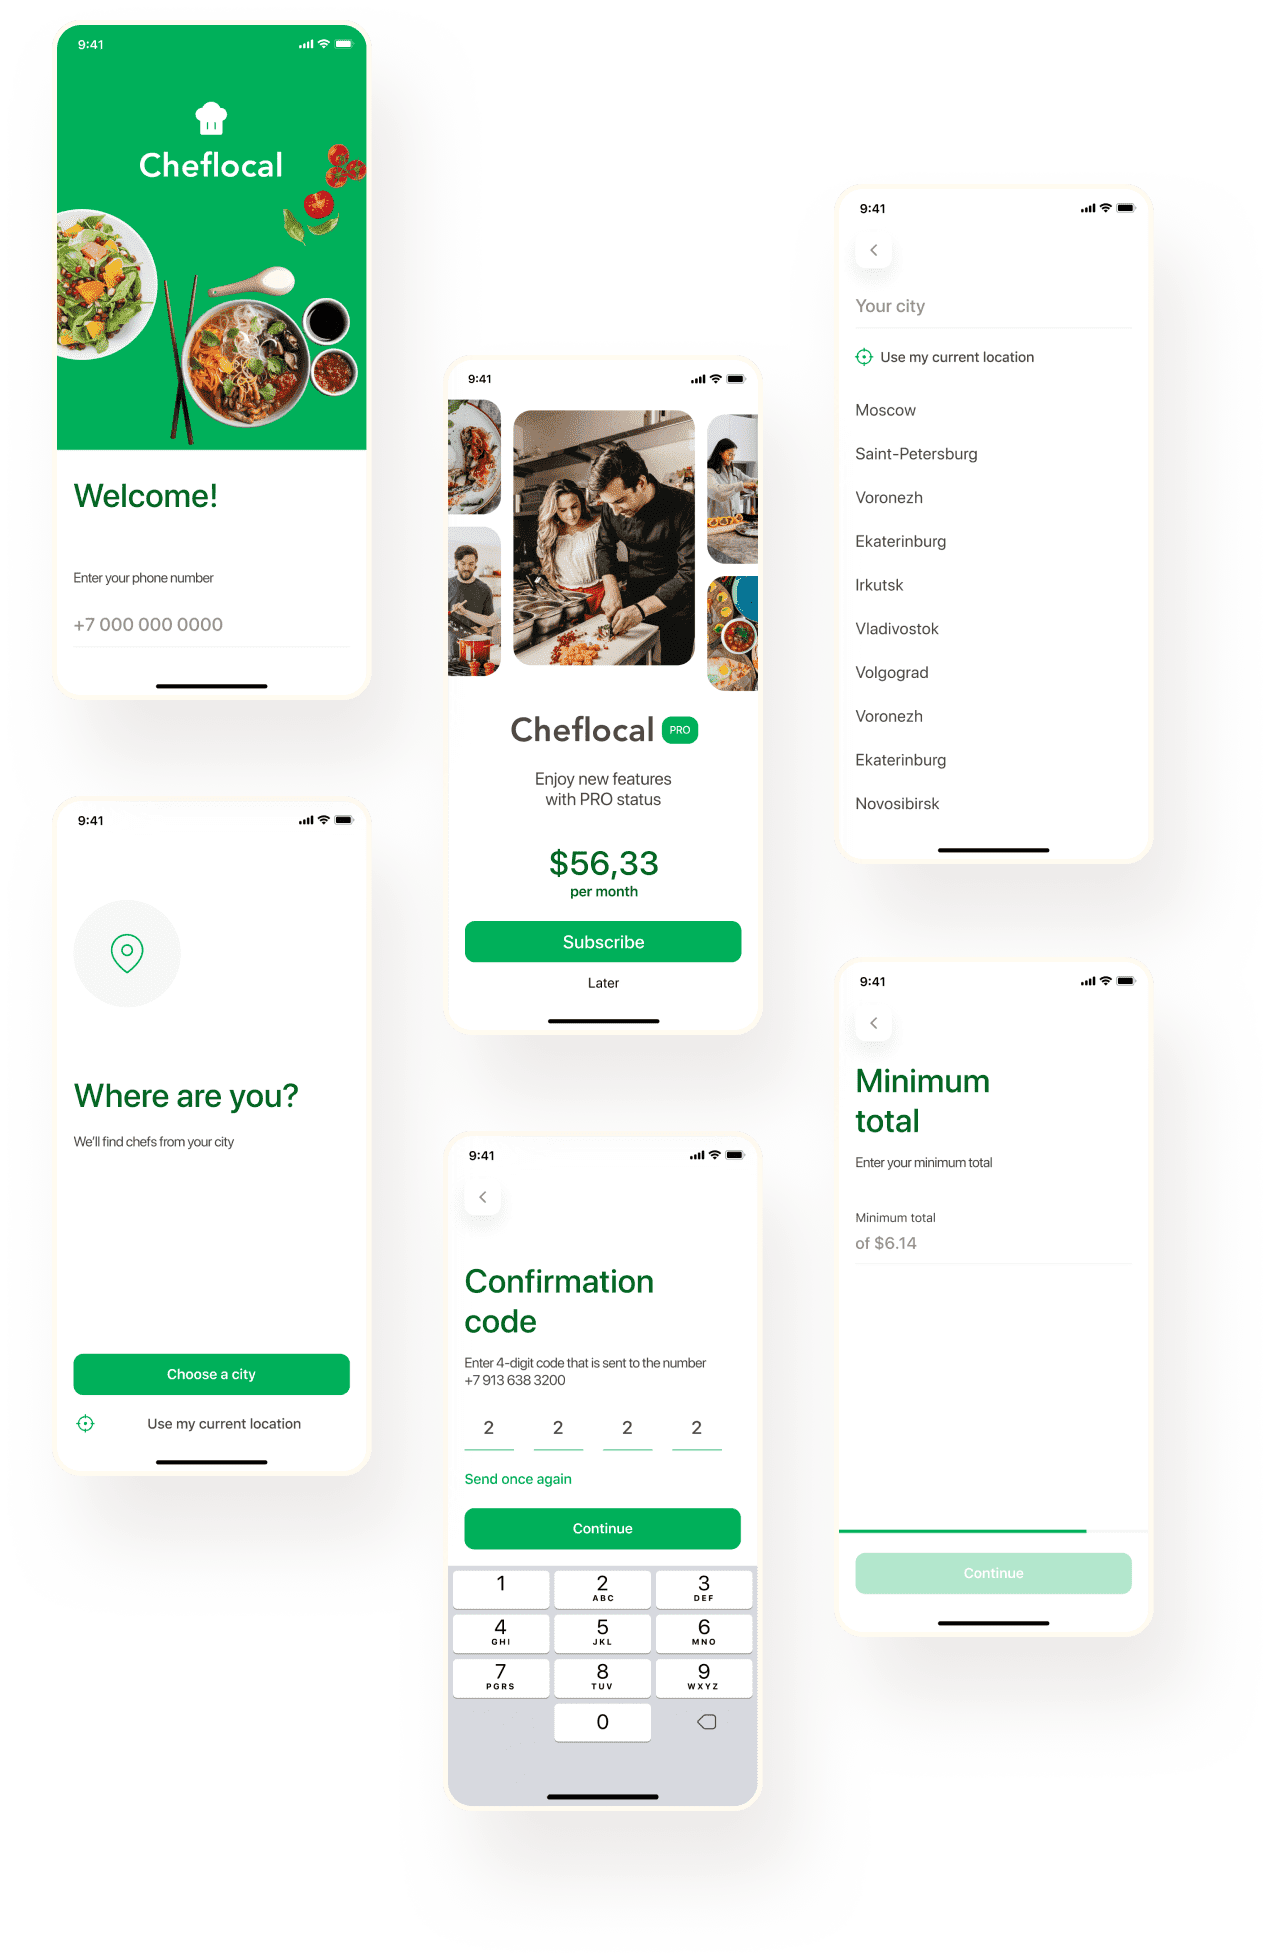 9:41
Cheflocal
Welcome!
Enter your phone number
+7 000 000 0000
9:41
Where are you?
We'll find chefs from your city
Choose a city
Use my current location
9:41
Cheflocal PRO
Enjoy new features
with PRO status
$56,33
per month
Subscribe
Later
9:41
Confirmation
code
Enter 4-digit code that is sent to the number
+7 913 638 3200
2 2 2 2
Send once again
Continue
1 2 3
ABC DEF
4 5 6
GHI JKL MNO
7 8 9
PGRS TUV WXYZ
0
9:41
Your city
Use my current location
Moscow
Saint-Petersburg
Voronezh
Ekaterinburg
Irkutsk
Vladivostok
Volgograd
Voronezh
Ekaterinburg
Novosibirsk
9:41
Minimum
total
Enter your minimum total
Minimum total
of $6.14
Continue